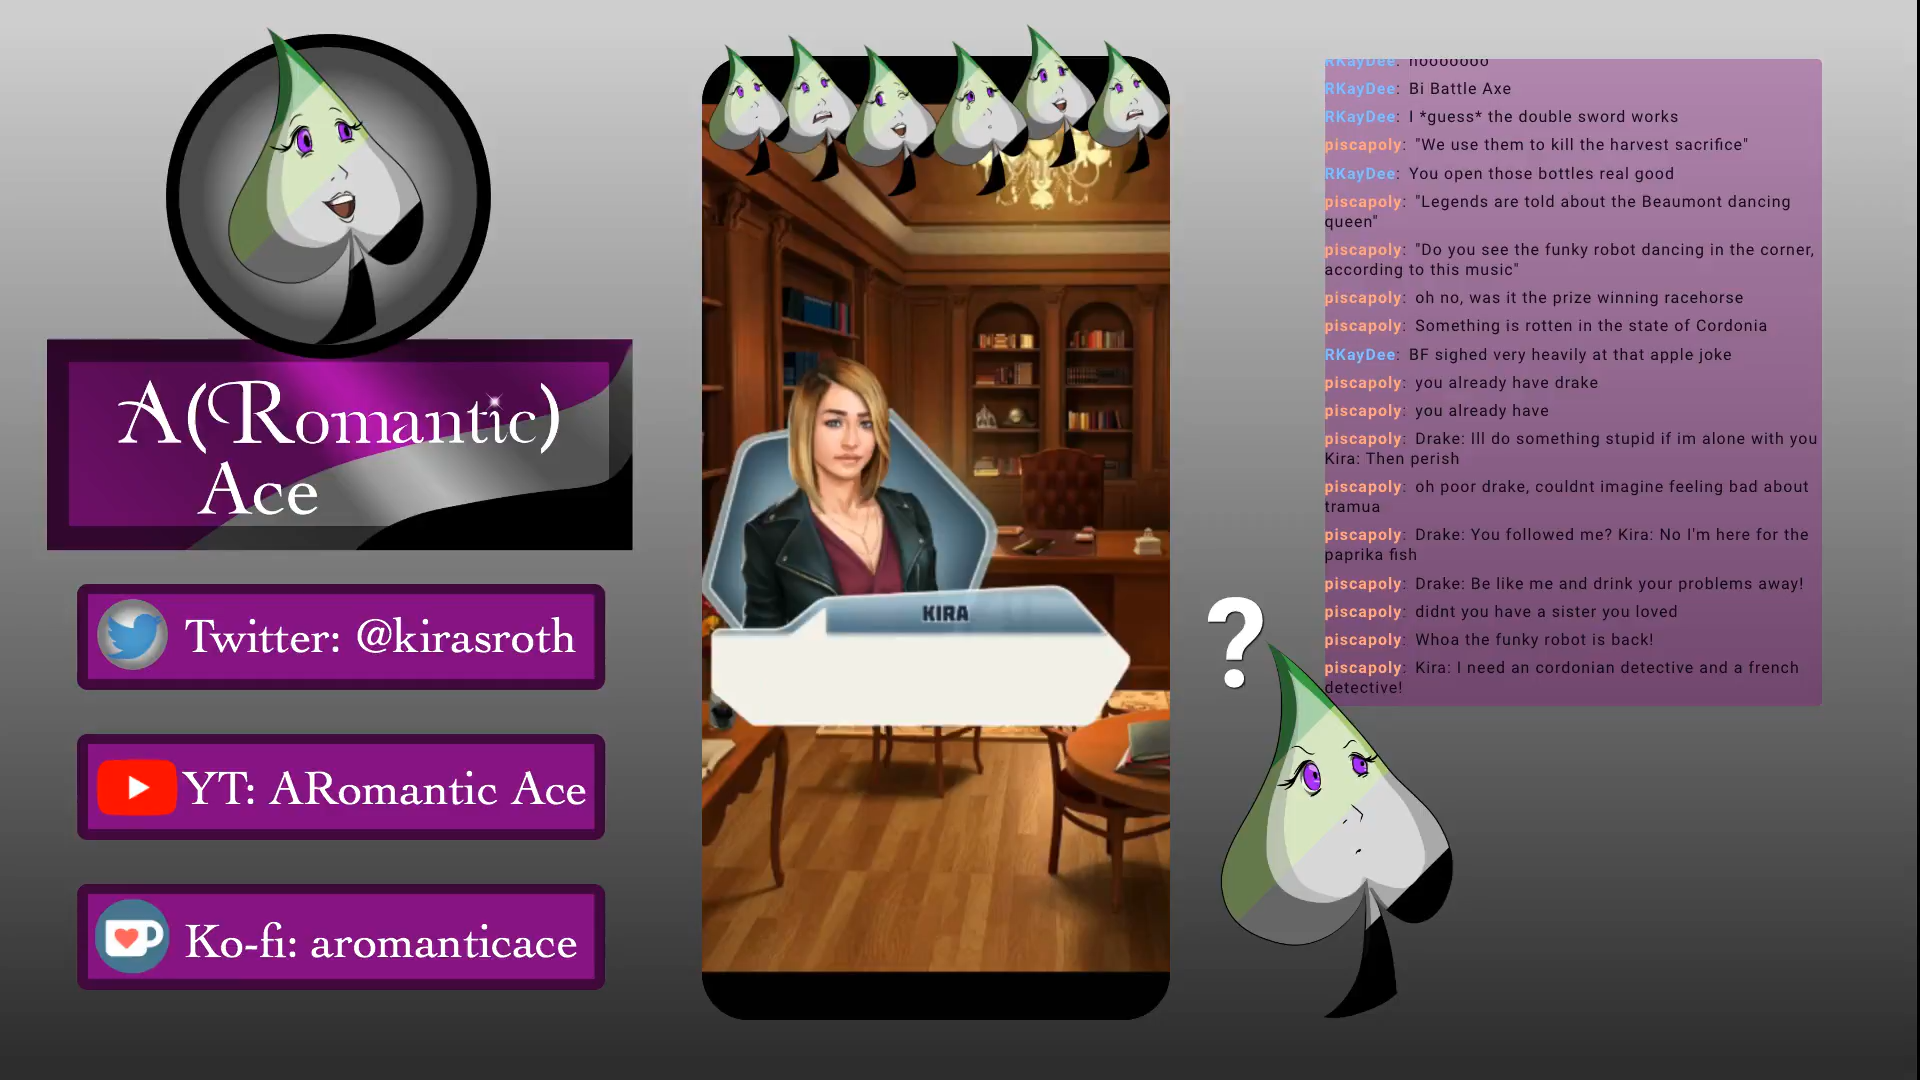 A(Romantic)
Ace
Twitter: @kirasroth
YT: ARomantic Ace
Ko-fi: aromanticace
KIRA
?
RKayDee: nooooooo
RKayDee: Bi Battle Axe
RKayDee: I *guess* the double sword works
piscapoly: "We use them to kill the harvest sacrifice"
RKayDee: You open those bottles real good
piscapoly: "Legends are told about the Beaumont dancing
queen"
piscapoly: "Do you see the funky robot dancing in the corner,
according to this music"
piscapoly: oh no, was it the prize winning racehorse
piscapoly: Something is rotten in the state of Cordonia
RKayDee: BF sighed very heavily at that apple joke
piscapoly: you already have drake
piscapoly: you already have
piscapoly: Drake: Ill do something stupid if im alone with you
Kira: Then perish
piscapoly: oh poor drake, couldnt imagine feeling bad about
tramua
piscapoly: Drake: You followed me? Kira: No I'm here for the
paprika fish
piscapoly: Drake: Be like me and drink your problems away!
piscapoly: didnt you have a sister you loved
piscapoly: Whoa the funky robot is back!
piscapoly: Kira: I need an cordonian detective and a french
detective!